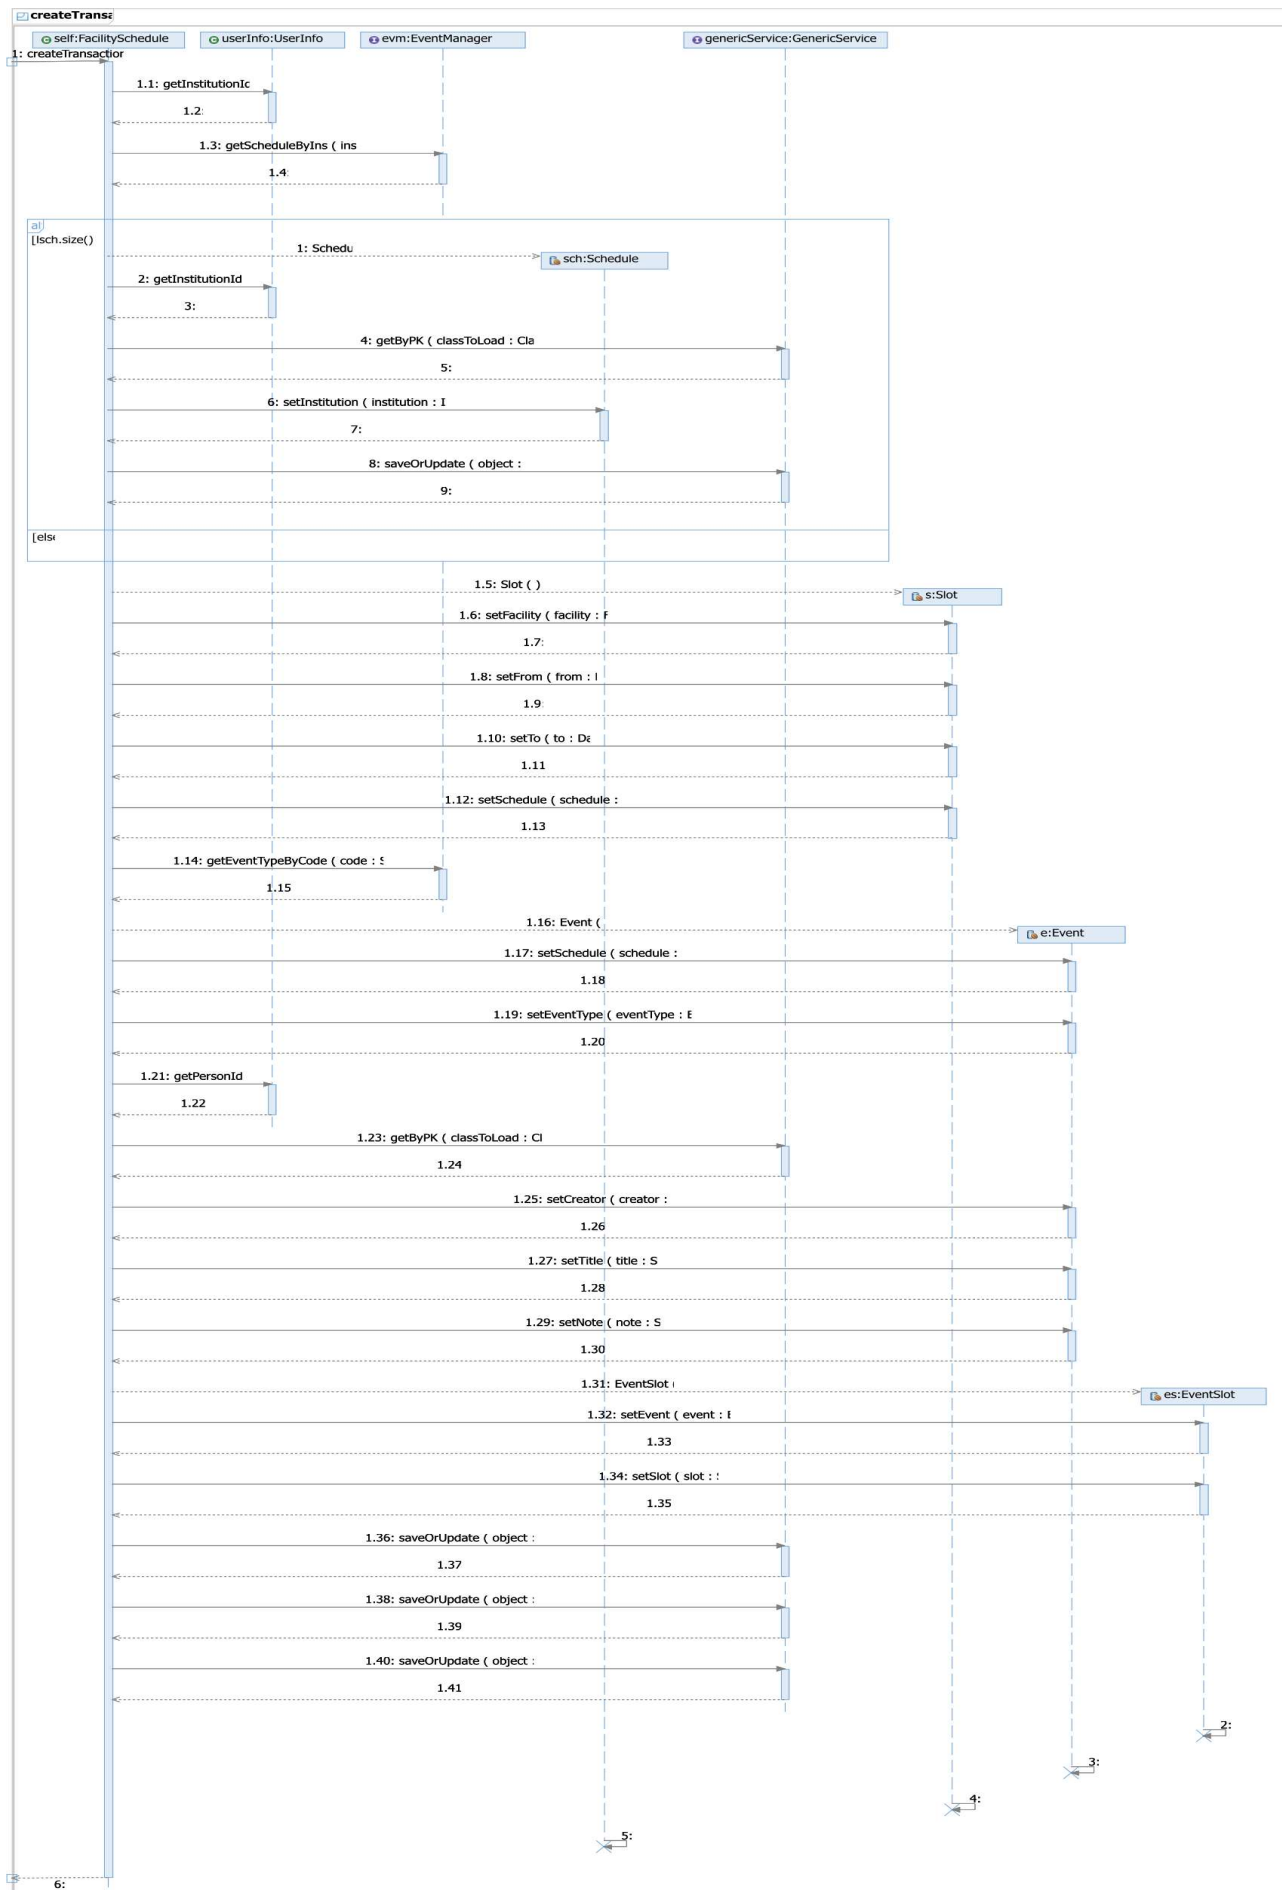 createTransa
self:FacilitySchedule
userInfo:UserInfo
evm:EventManager
genericService:GenericService
1: createTransaction
1.1: getInstitutionIc
1.2:
1.3: getScheduleByIns ( ins
1.4:
al
[lsch.size()
1: Schedu
sch:Schedule
2: getInstitutionId
3:
4: getByPK ( classToLoad : Cla
5:
6: setInstitution ( institution : I
7:
8: saveOrUpdate ( object :
9:
[else
1.5: Slot ( )
s:Slot
1.6: setFacility ( facility : F
1.7:
1.8: setFrom ( from : I
1.9
1.10: setTo ( to : Da
1.11
1.12: setSchedule ( schedule :
1.13
1.14: getEventTypeByCode ( code : S
1.15
1.16: Event (
e:Event
1.17: setSchedule ( schedule :
1.18
1.19: setEventType ( eventType : E
1.20
1.21: getPersonId
1.22
1.23: getByPK ( classToLoad : Cl
1.24
1.25: setCreator ( creator :
1.26
1.27: setTitle ( title : S
1.28
1.29: setNote ( note : S
1.30
1.31: EventSlot (
es:EventSlot
1.32: setEvent ( event : E
1.33
1.34: setSlot ( slot : S
1.35
1.36: saveOrUpdate ( object :
1.37
1.38: saveOrUpdate ( object :
1.39
1.40: saveOrUpdate ( object :
1.41
2:
3:
4:
5:
6: